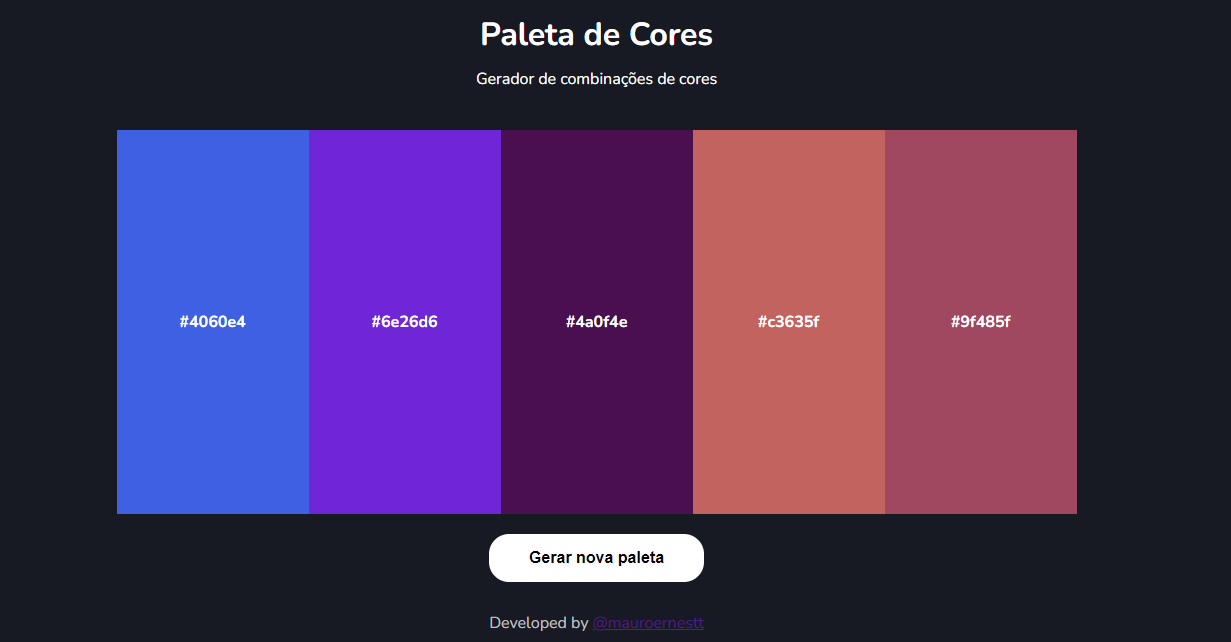 Paleta de Cores
Gerador de combinações de cores
#4060e4 #6e26d6 #4a0f4e #c3635f #9f485f
Gerar nova paleta
Developed by @mauroernestt